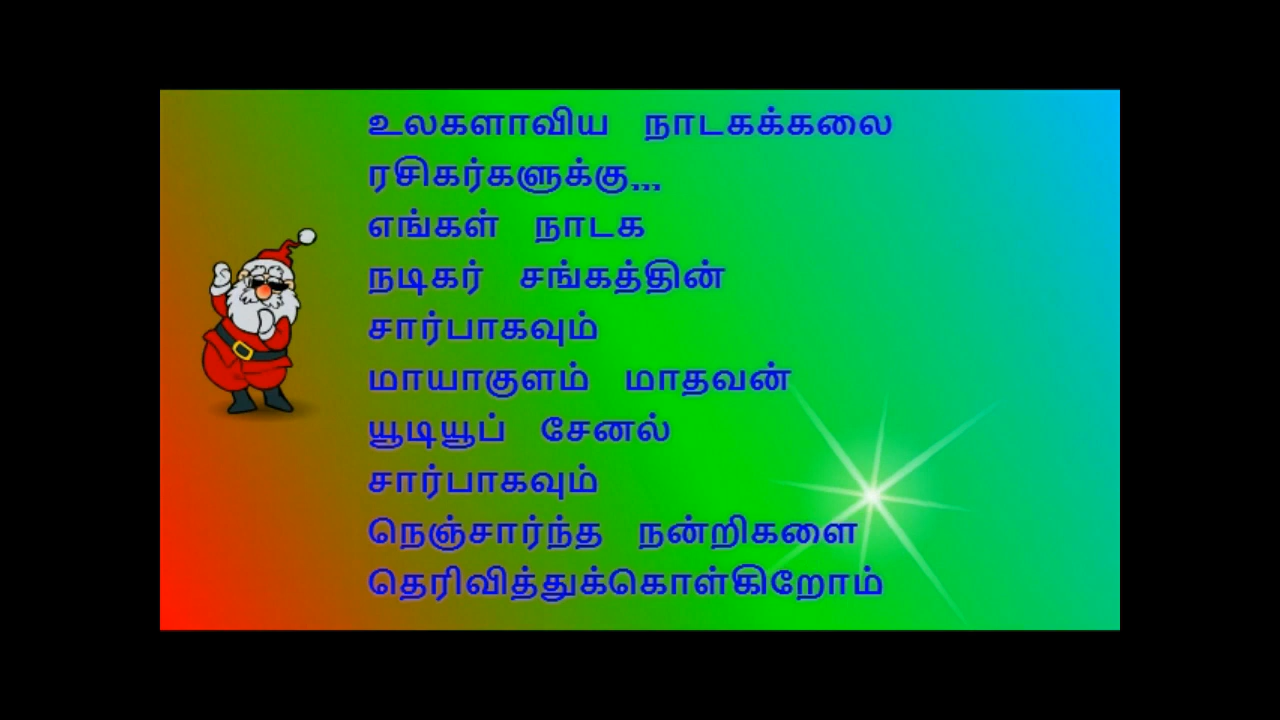 உலகளாவிய நாடகக்கலை
ரசிகர்களுக்கு...
எங்கள் நாடக
நடிகர் சங்கத்தின்
சார்பாகவும்
மாயாகுளம் மாதவன்
யூடியூப் சேனல்
சார்பாகவும்
நெஞ்சார்ந்த நன்றிகளை
தெரிவித்துக்கொள்கிறோம்